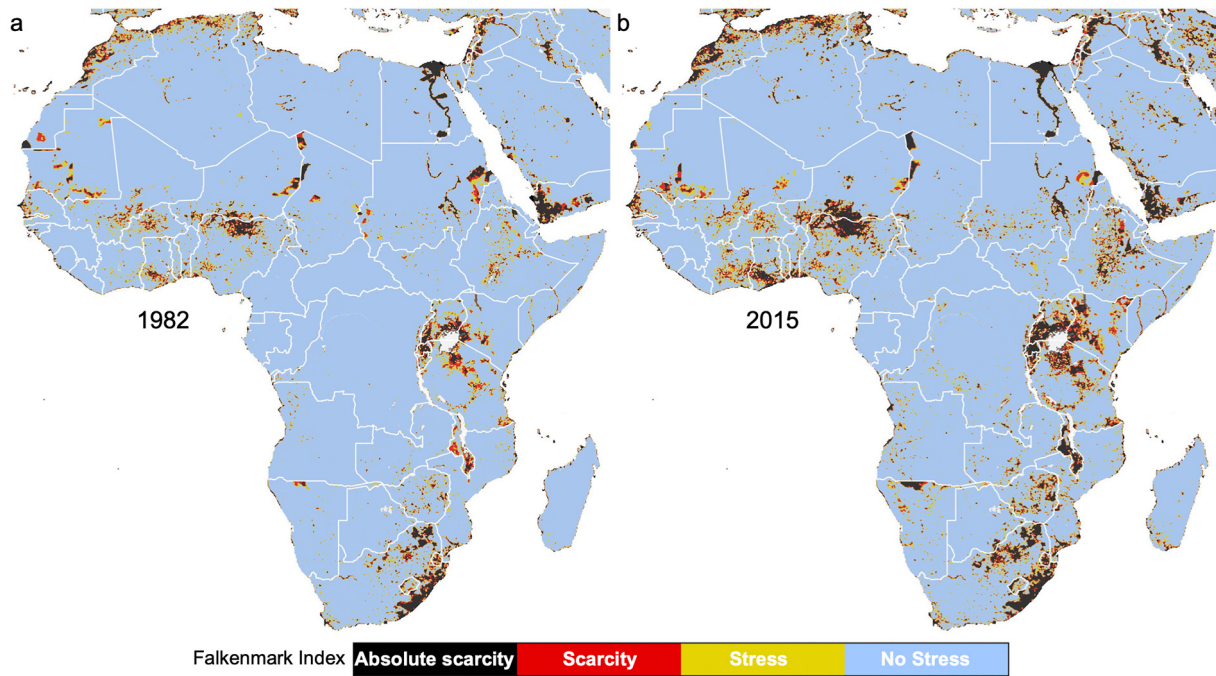 a
b
1982
2015
Falkenmark Index
Absolute scarcity
Scarcity
Stress
No Stress